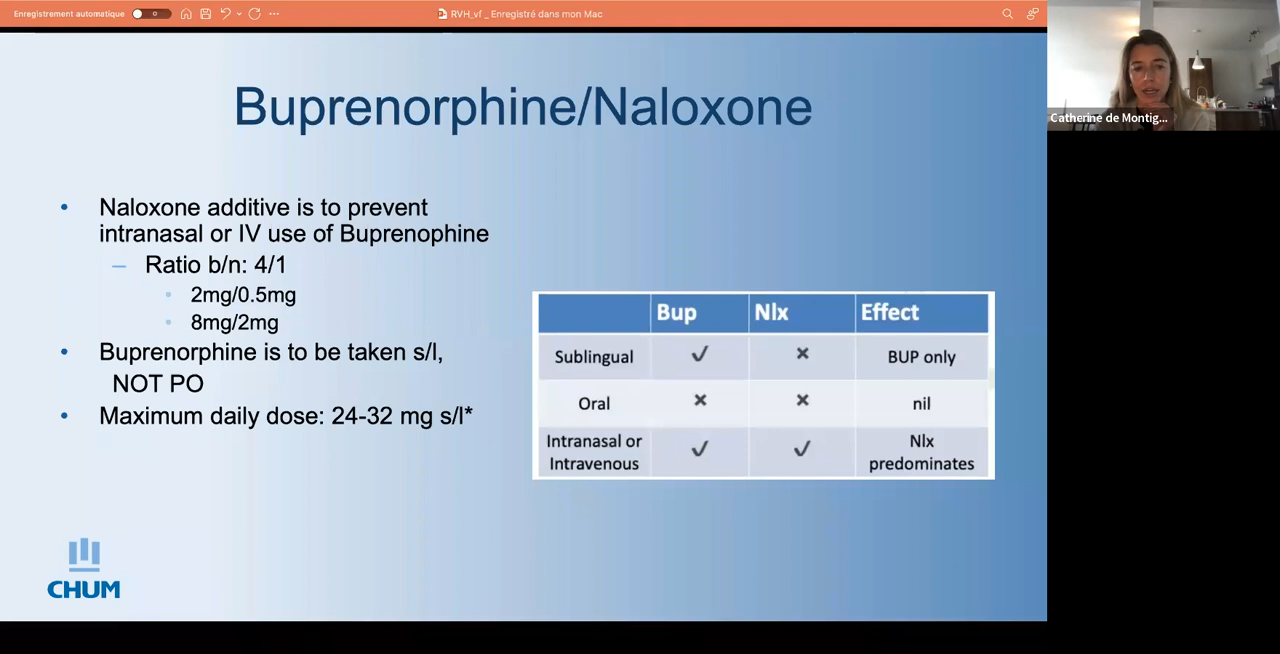 Enregistrement automatique
RVH_vf _ Enregistré dans mon Mac
Catherine de Montig...
Buprenorphine/Naloxone
• Naloxone additive is to prevent
intranasal or IV use of Buprenophine
– Ratio b/n: 4/1
• 2mg/0.5mg
• 8mg/2mg
• Buprenorphine is to be taken s/l,
NOT PO
• Maximum daily dose: 24-32 mg s/l*
Bup Nlx Effect
Sublingual ✓ × BUP only
Oral × × nil
Intranasal or Intravenous ✓ ✓ Nlx predominates
CHUM